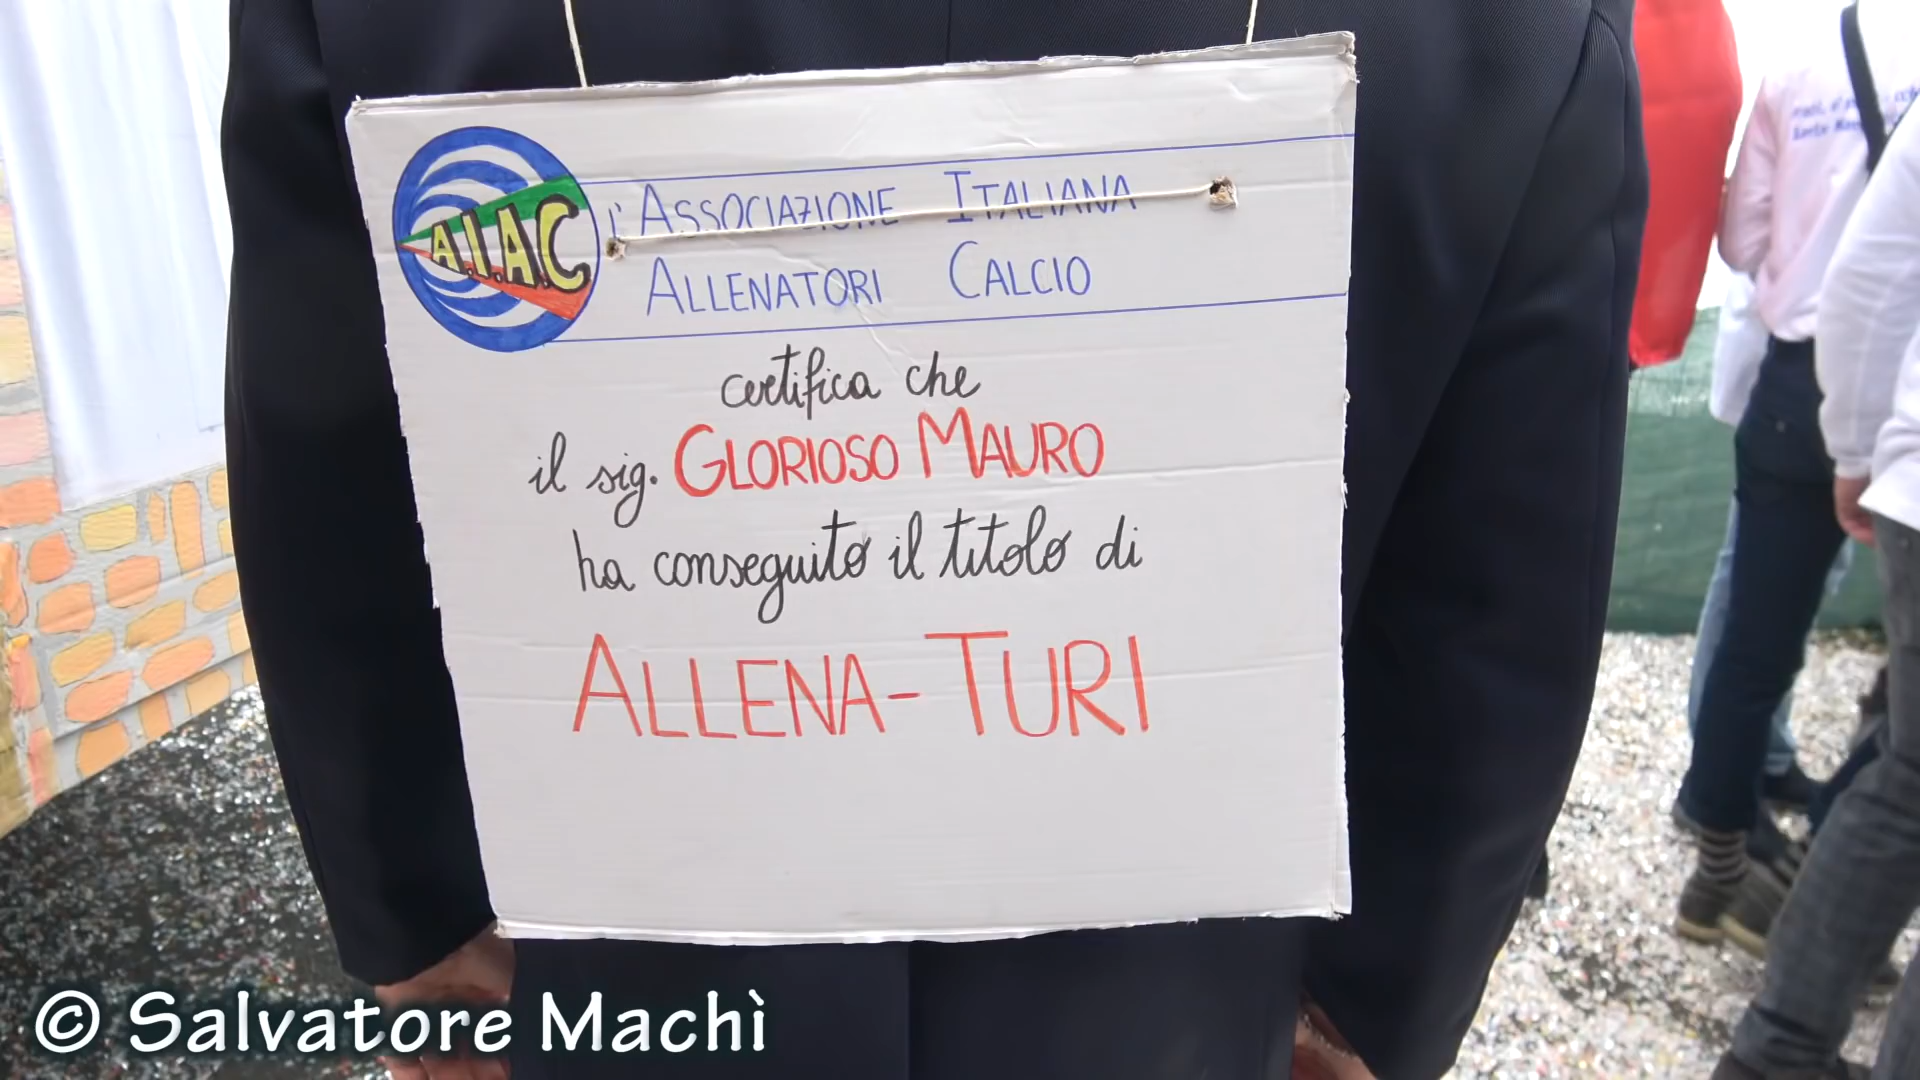 A.I.A.C
l'ASSOCIAZIONE ITALIANA
ALLENATORI CALCIO
certifica che
il sig. GLORIOSO MAURO
ha conseguito il titolo di
ALLENA-TURI
© Salvatore Machì